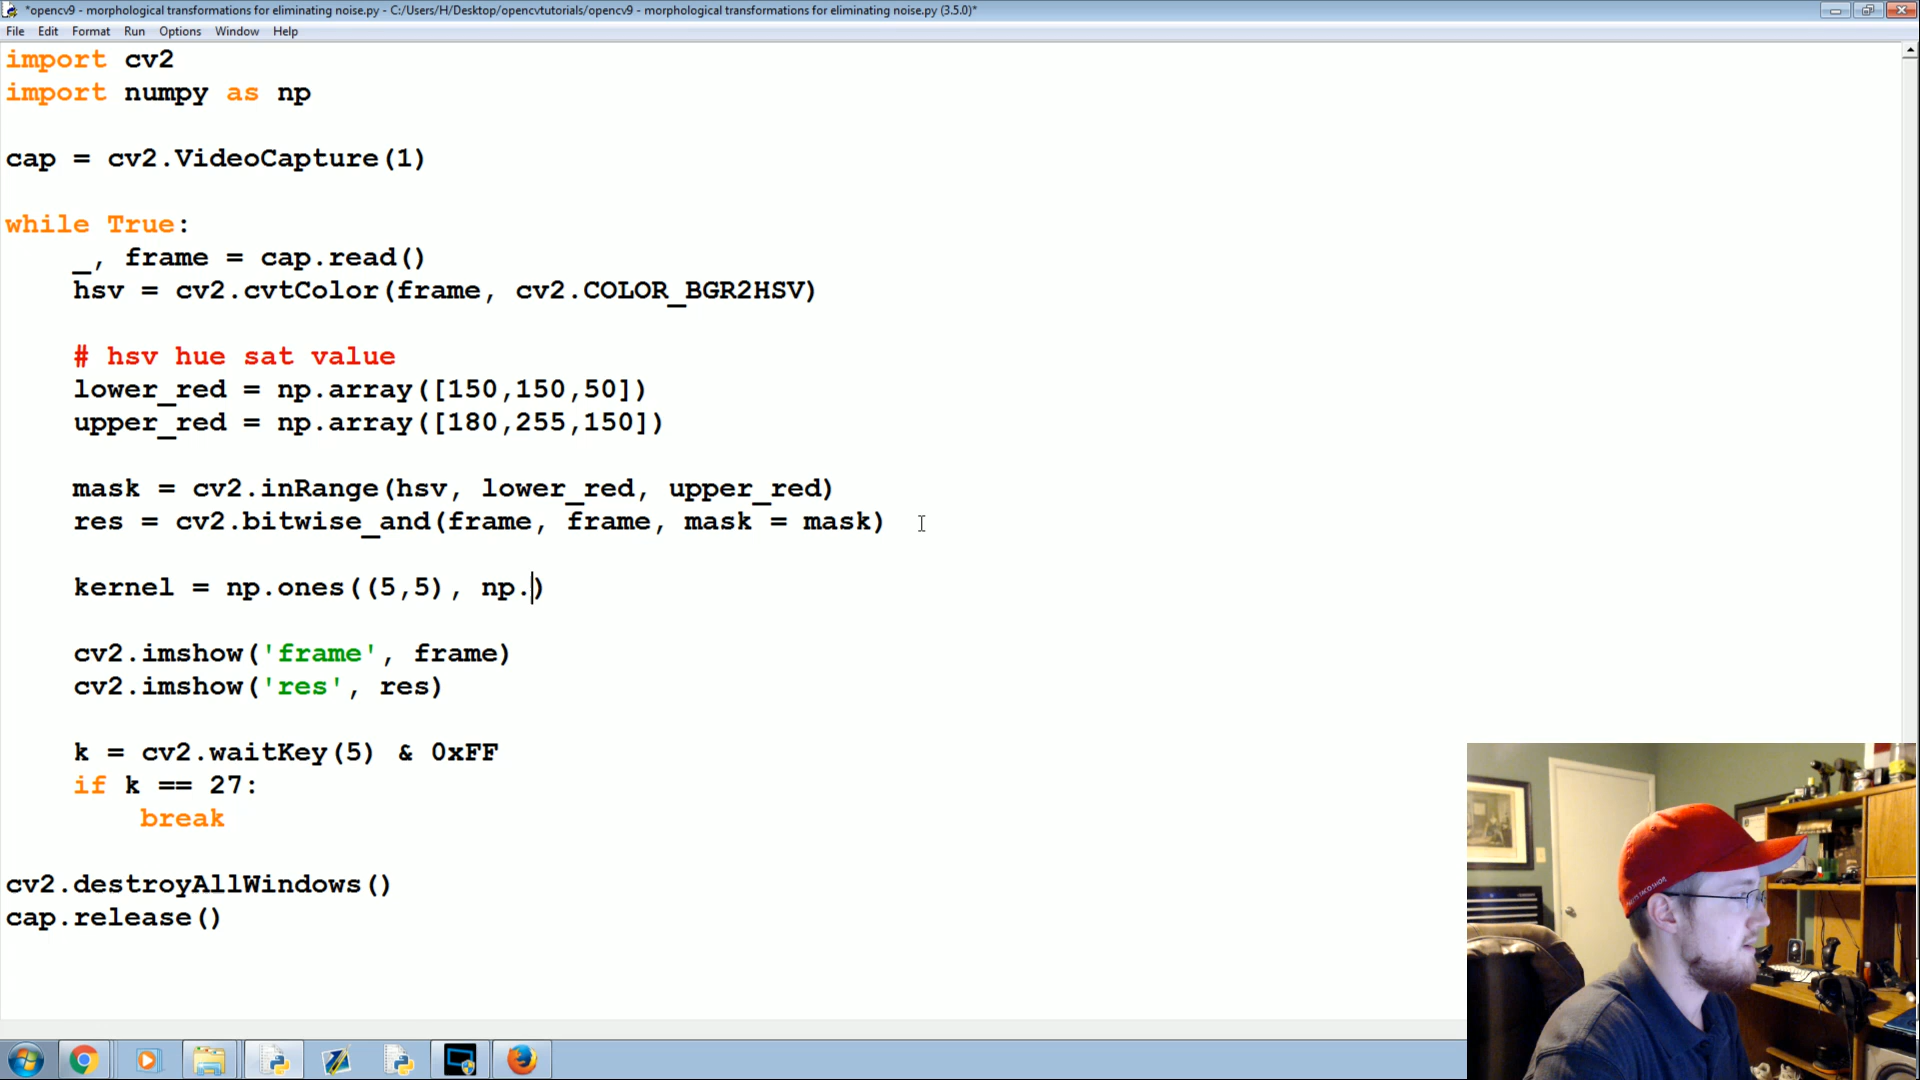 *opencv9 - morphological transformations for eliminating noise.py - C:/Users/H/Desktop/opencvtutorials/opencv9 - morphological transformations for eliminating noise.py (3.5.0)*
File Edit Format Run Options Window Help
import cv2
import numpy as np
cap = cv2.VideoCapture(1)
while True:
    _, frame = cap.read()
    hsv = cv2.cvtColor(frame, cv2.COLOR_BGR2HSV)
    # hsv hue sat value
    lower_red = np.array([150,150,50])
    upper_red = np.array([180,255,150])
    mask = cv2.inRange(hsv, lower_red, upper_red)
    res = cv2.bitwise_and(frame, frame, mask = mask)
    kernel = np.ones((5,5), np.)
    cv2.imshow('frame', frame)
    cv2.imshow('res', res)
    k = cv2.waitKey(5) & 0xFF
    if k == 27:
        break
cv2.destroyAllWindows()
cap.release()